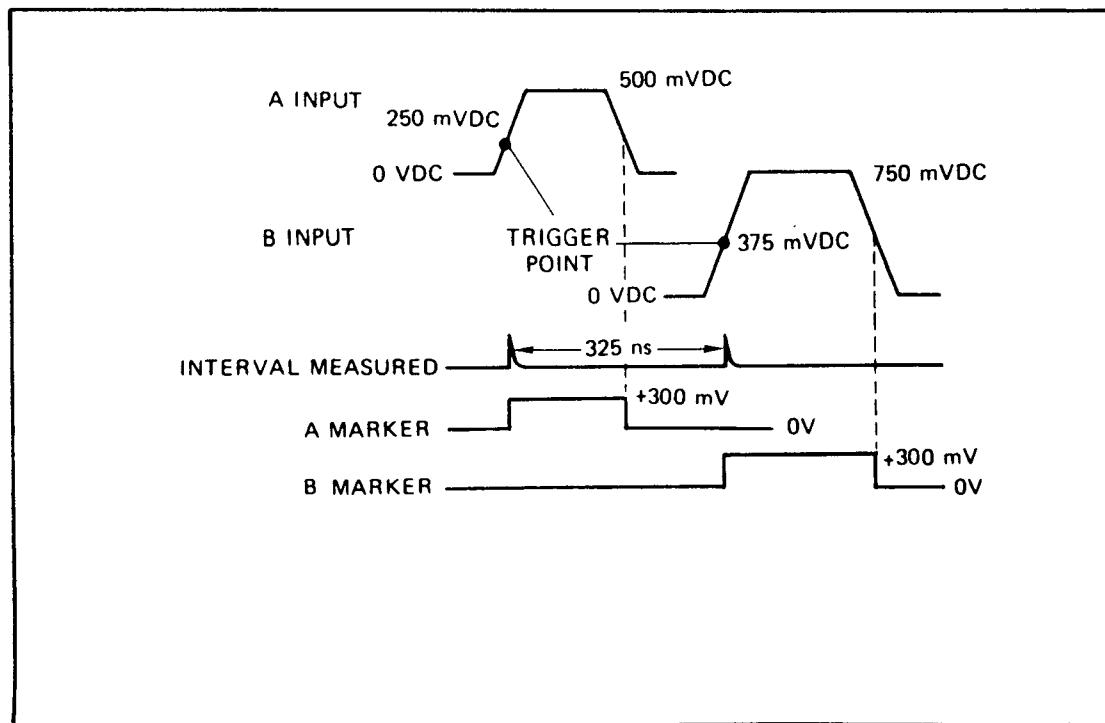 500 mVDC
A INPUT
250 mVDC
0 VDC
750 mVDC
B INPUT
TRIGGER
POINT
375 mVDC
0 VDC
325 ns
INTERVAL MEASURED
+300 mV
A MARKER
0V
+300 mV
B MARKER
0V